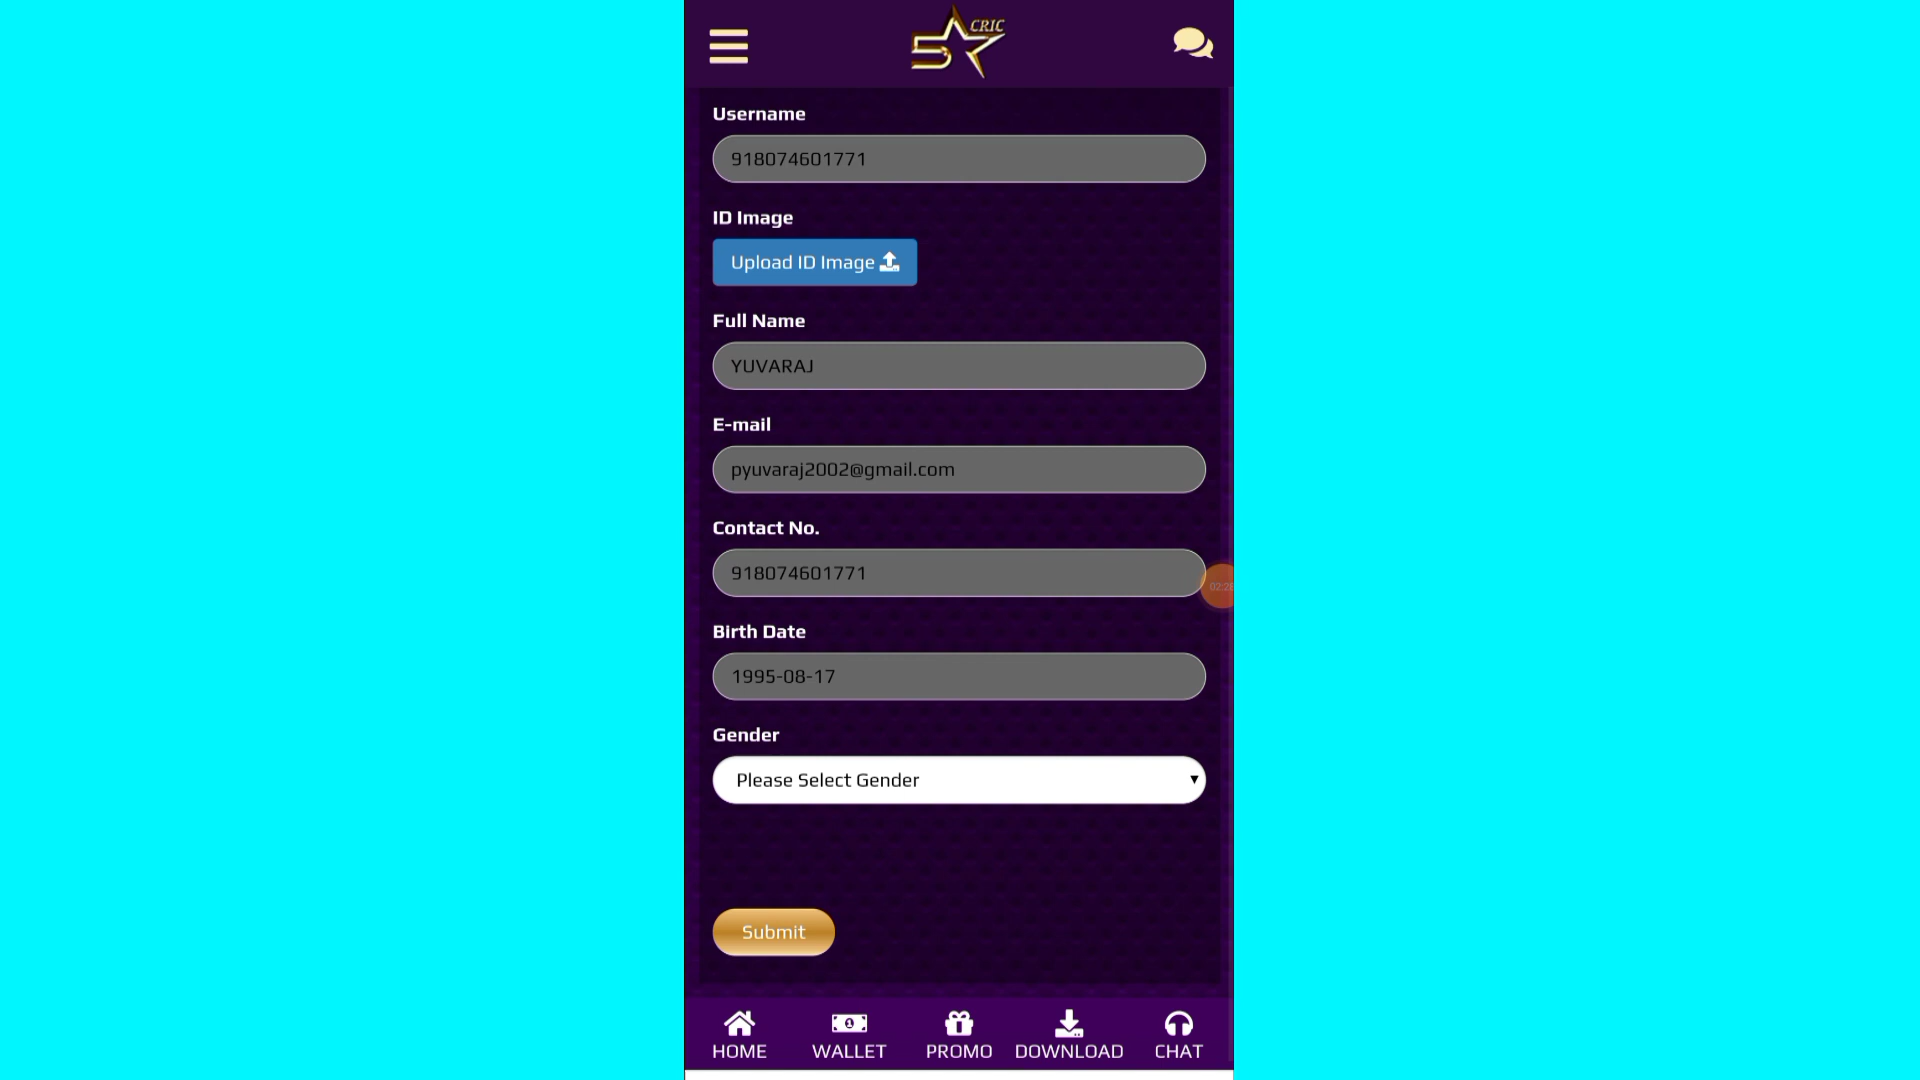 5 CRIC
Username
918074601771
ID Image
Upload ID Image
Full Name
YUVARAJ
E-mail
pyuvaraj2002@gmail.com
Contact No.
918074601771
Birth Date
1995-08-17
Gender
Please Select Gender
Submit
HOME WALLET PROMO DOWNLOAD CHAT